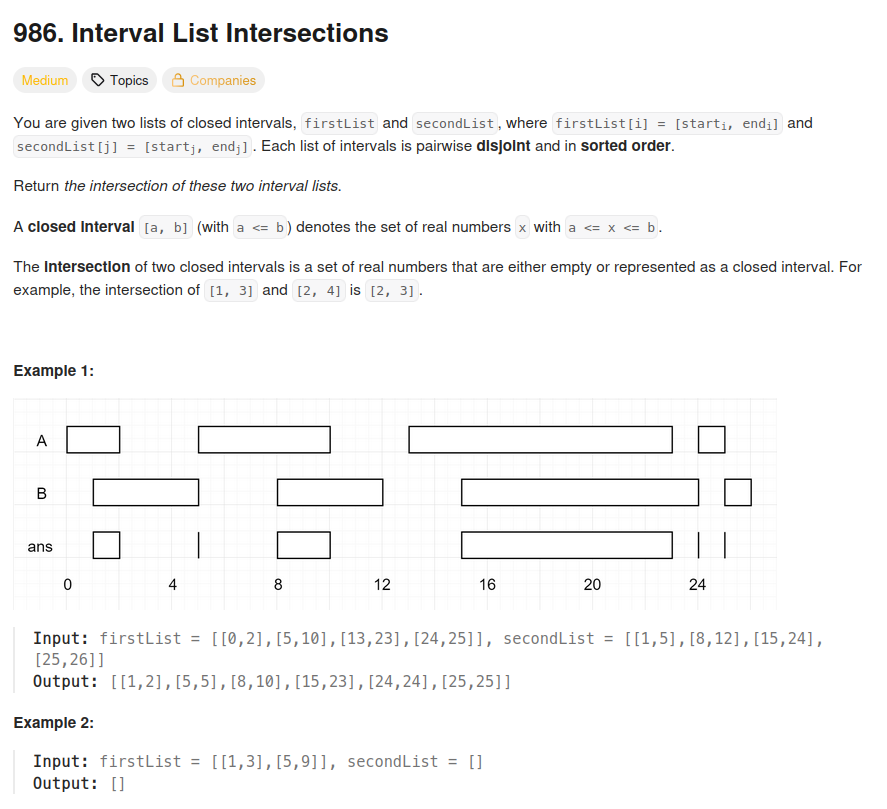 986. Interval List Intersections
Medium Topics Companies
You are given two lists of closed intervals, firstList and secondList, where firstList[i] = [startᵢ, endᵢ] and
secondList[j] = [startⱼ, endⱼ]. Each list of intervals is pairwise disjoint and in sorted order.
Return the intersection of these two interval lists.
A closed interval [a, b] (with a <= b) denotes the set of real numbers x with a <= x <= b.
The intersection of two closed intervals is a set of real numbers that are either empty or represented as a closed interval. For
example, the intersection of [1, 3] and [2, 4] is [2, 3].
Example 1:
A
B
ans
0 4 8 12 16 20 24
Input: firstList = [[0,2],[5,10],[13,23],[24,25]], secondList = [[1,5],[8,12],[15,24],
[25,26]]
Output: [[1,2],[5,5],[8,10],[15,23],[24,24],[25,25]]
Example 2:
Input: firstList = [[1,3],[5,9]], secondList = []
Output: []